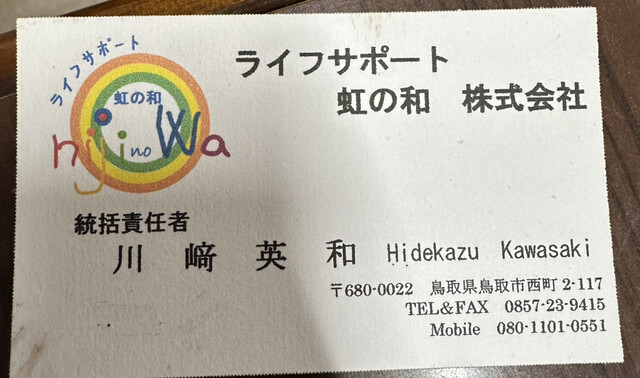 ライフサポート
虹の和
nijinoWa
ライフサポート
虹の和 株式会社
統括責任者
川﨑英和 Hidekazu Kawasaki
〒680-0022 鳥取県鳥取市西町2-117
TEL&FAX 0857-23-9415
Mobile 080-1101-0551